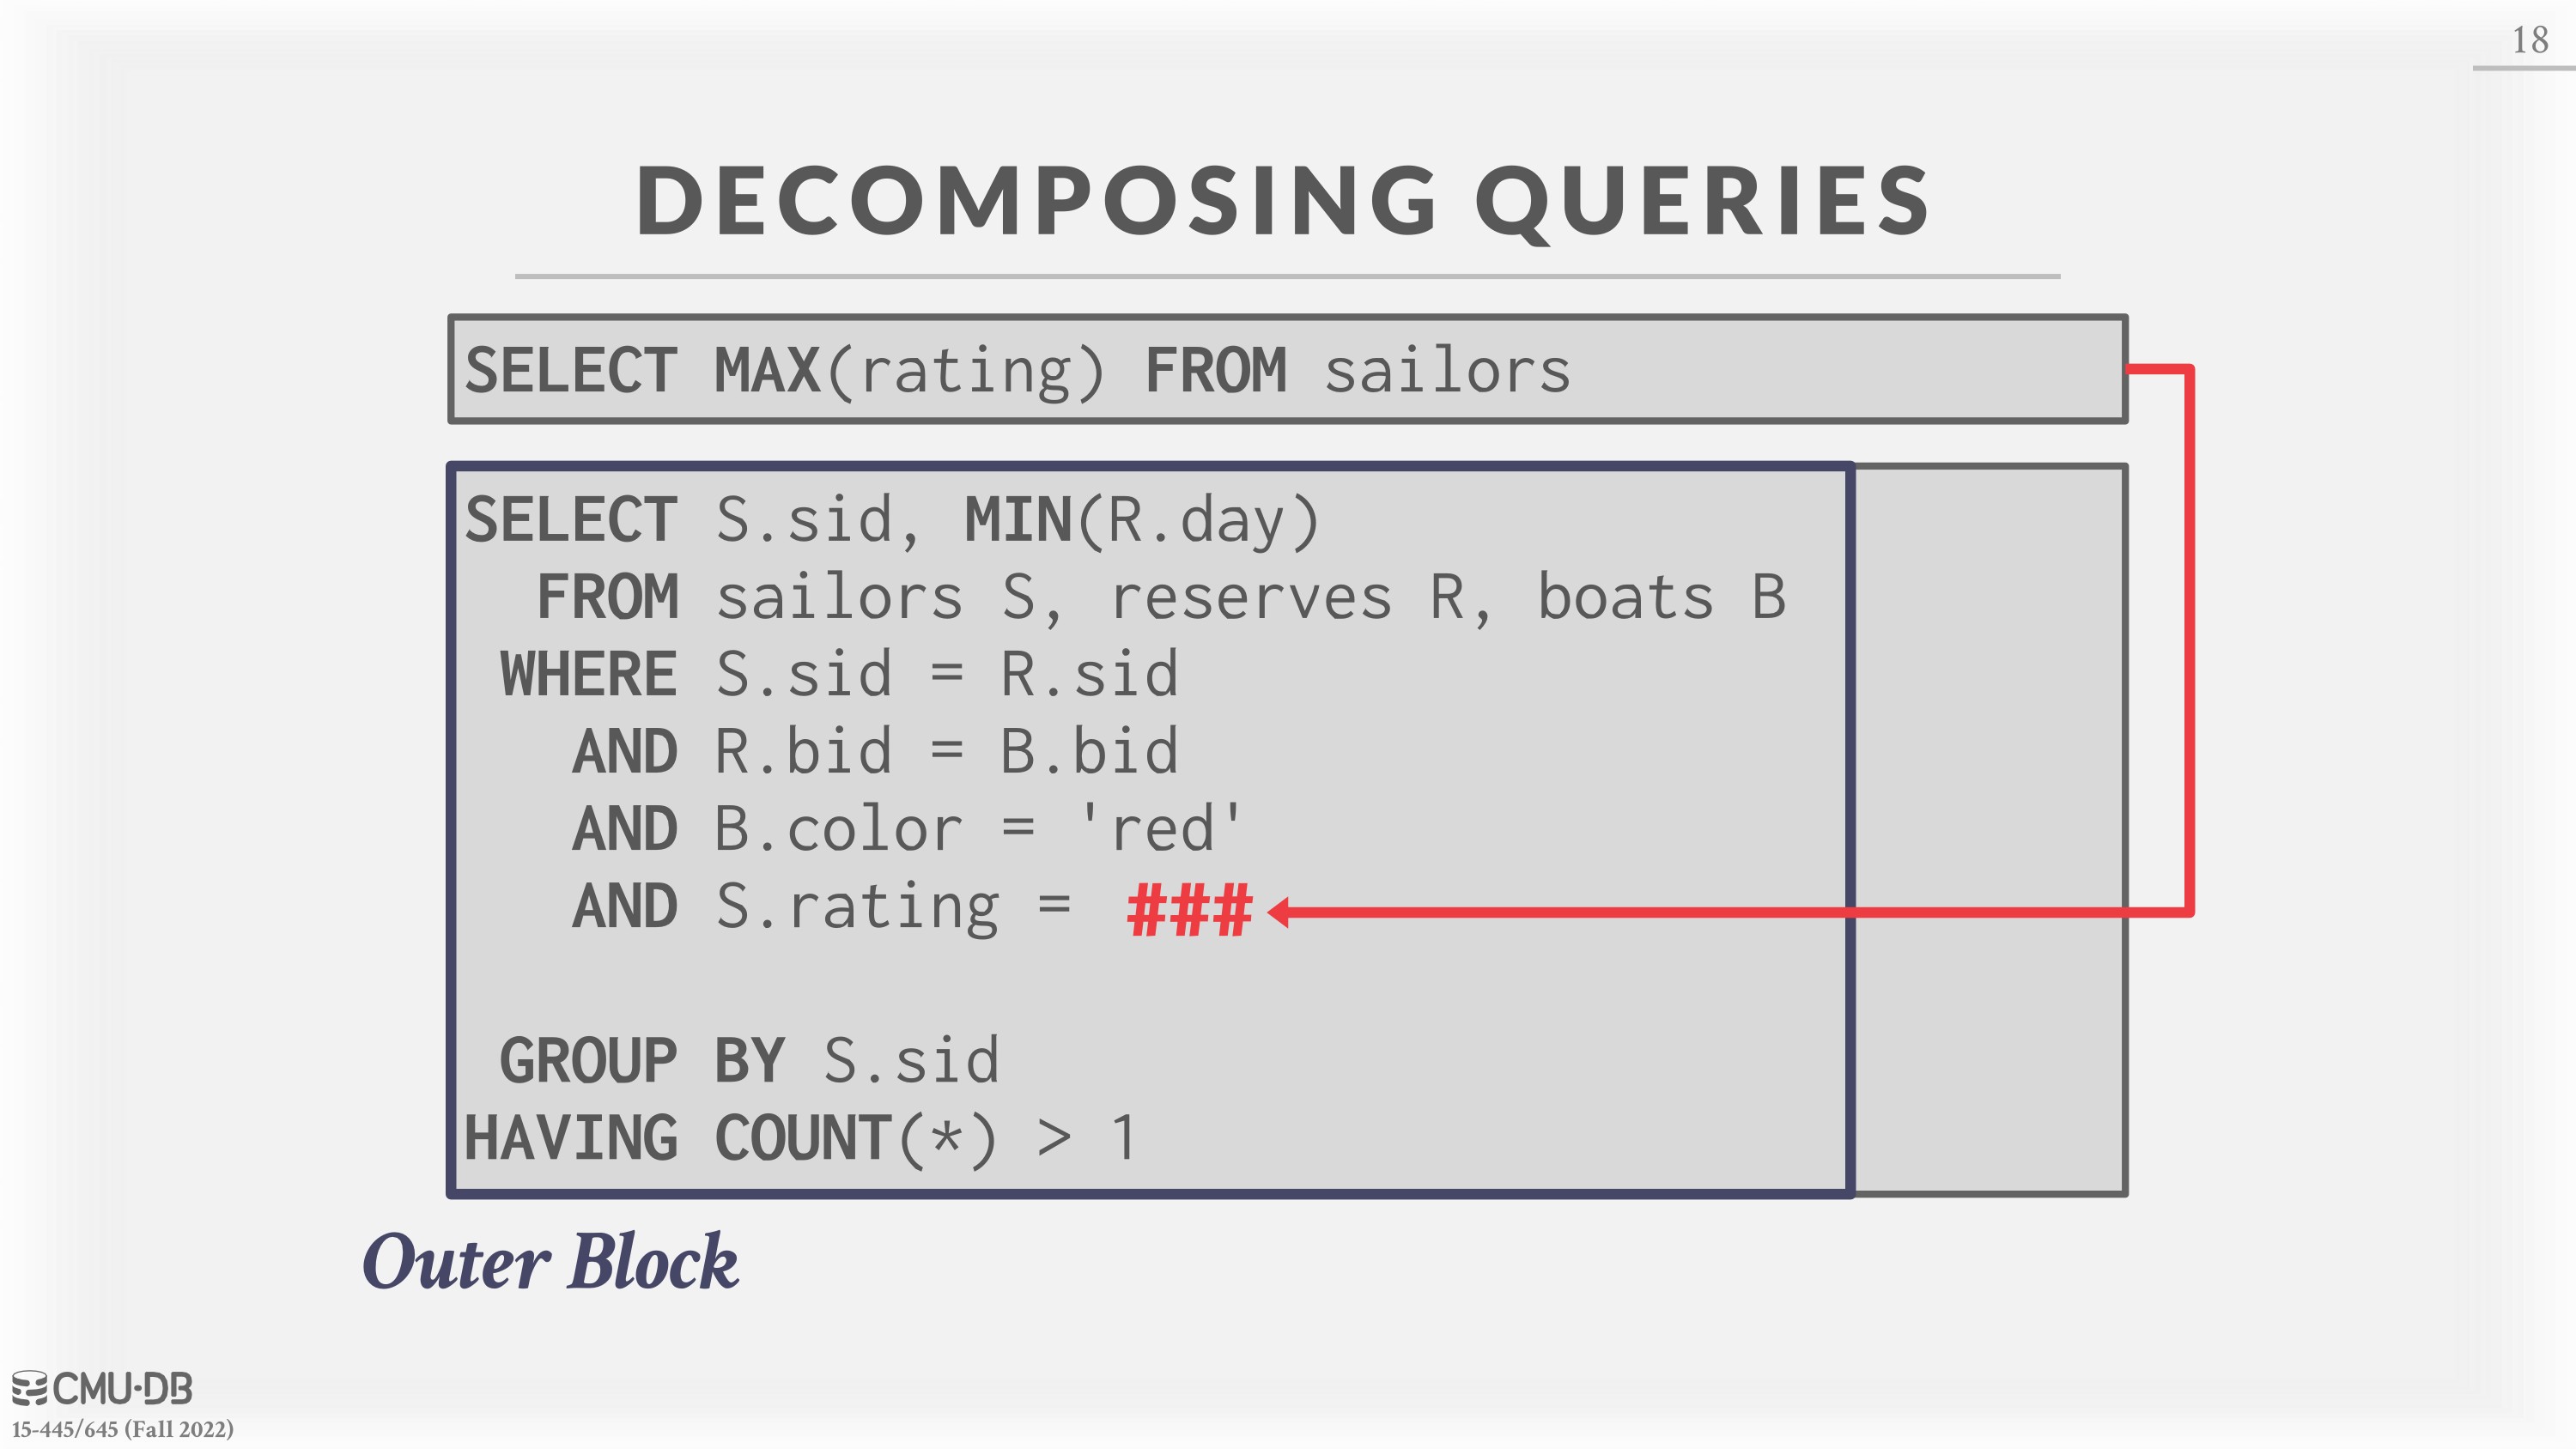 18
DECOMPOSING QUERIES
SELECT MAX(rating) FROM sailors
SELECT S.sid, MIN(R.day)
FROM sailors S, reserves R, boats B
WHERE S.sid = R.sid
AND R.bid = B.bid
AND B.color = 'red'
AND S.rating = ###
GROUP BY S.sid
HAVING COUNT(*) > 1
Outer Block
CMU·DB
15-445/645 (Fall 2022)